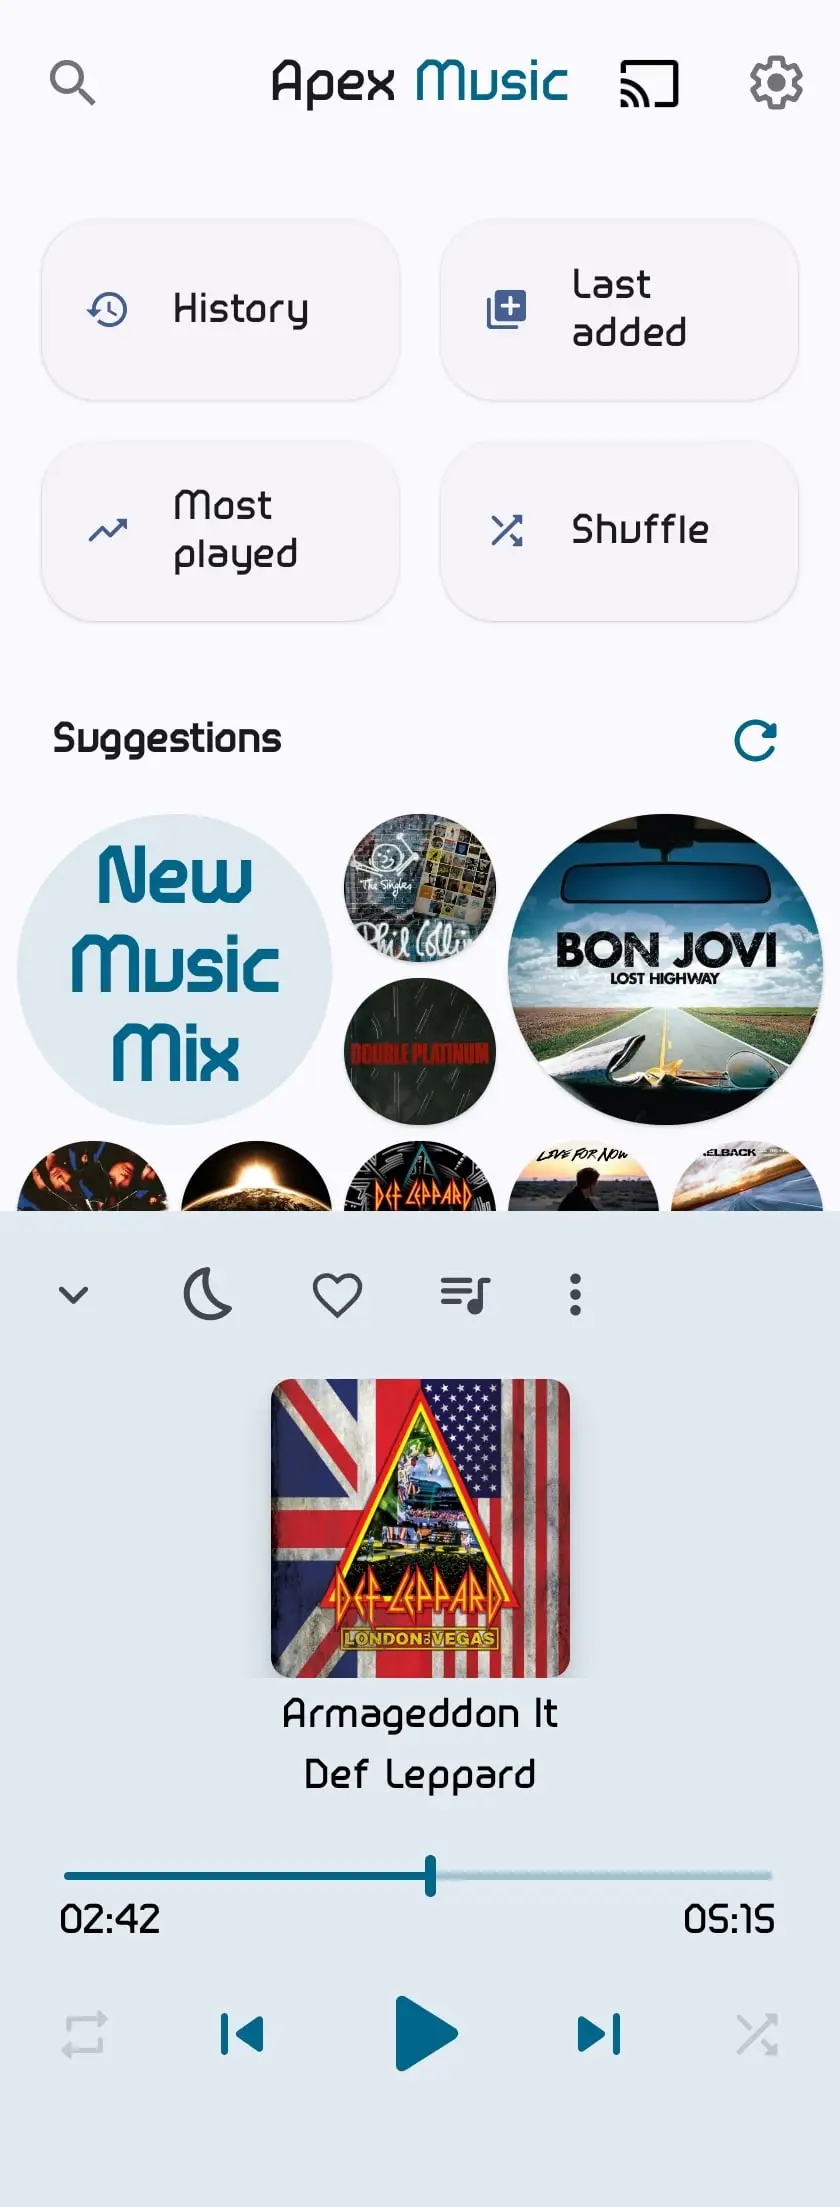 Apex Music
History
Last
added
Most
played
Shuffle
Suggestions
New
Music
Mix
The Singles
Phil Collin
DOUBLE PLATINUM
BON JOVI
LOST HIGHWAY
DEF LEPPARD
LIVE FOR NOW
ELBACK
DEF LEPPARD
LONDON TO VEGAS
Armageddon It
Def Leppard
02:42
05:15